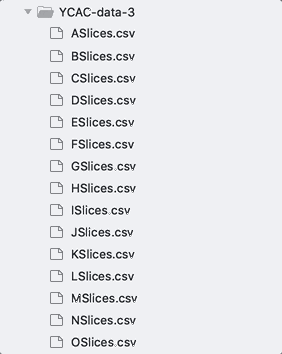 YCAC-data-3
ASlices.csv
BSlices.csv
CSlices.csv
DSlices.csv
ESlices.csv
FSlices.csv
GSlices.csv
HSlices.csv
ISlices.csv
JSlices.csv
KSlices.csv
LSlices.csv
MSlices.csv
NSlices.csv
OSlices.csv